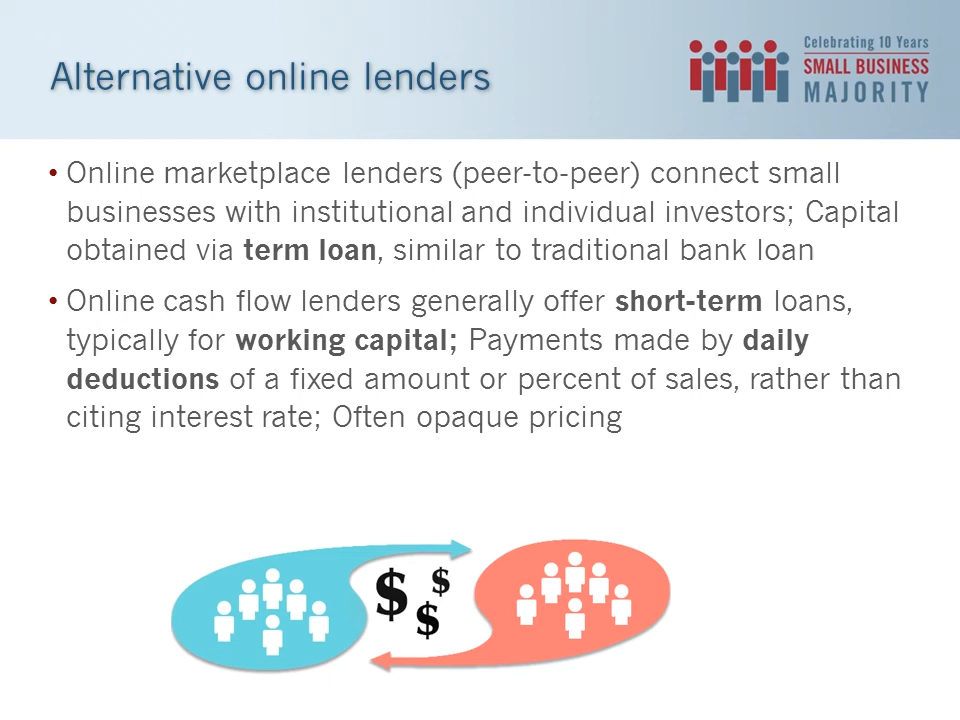 Alternative online lenders
Celebrating 10 Years
SMALL BUSINESS
MAJORITY
• Online marketplace lenders (peer-to-peer) connect small
businesses with institutional and individual investors; Capital
obtained via term loan, similar to traditional bank loan
• Online cash flow lenders generally offer short-term loans,
typically for working capital; Payments made by daily
deductions of a fixed amount or percent of sales, rather than
citing interest rate; Often opaque pricing
$ $
$